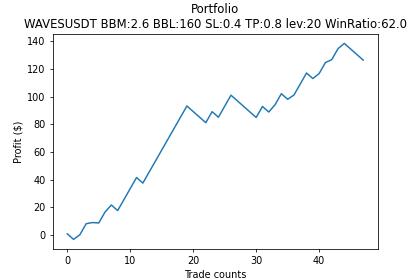 Portfolio
WAVESUSDT BBM:2.6 BBL:160 SL:0.4 TP:0.8 lev:20 WinRatio:62.0
140
120
100
80
60
40
20
0
Profit ($)
0 10 20 30 40
Trade counts